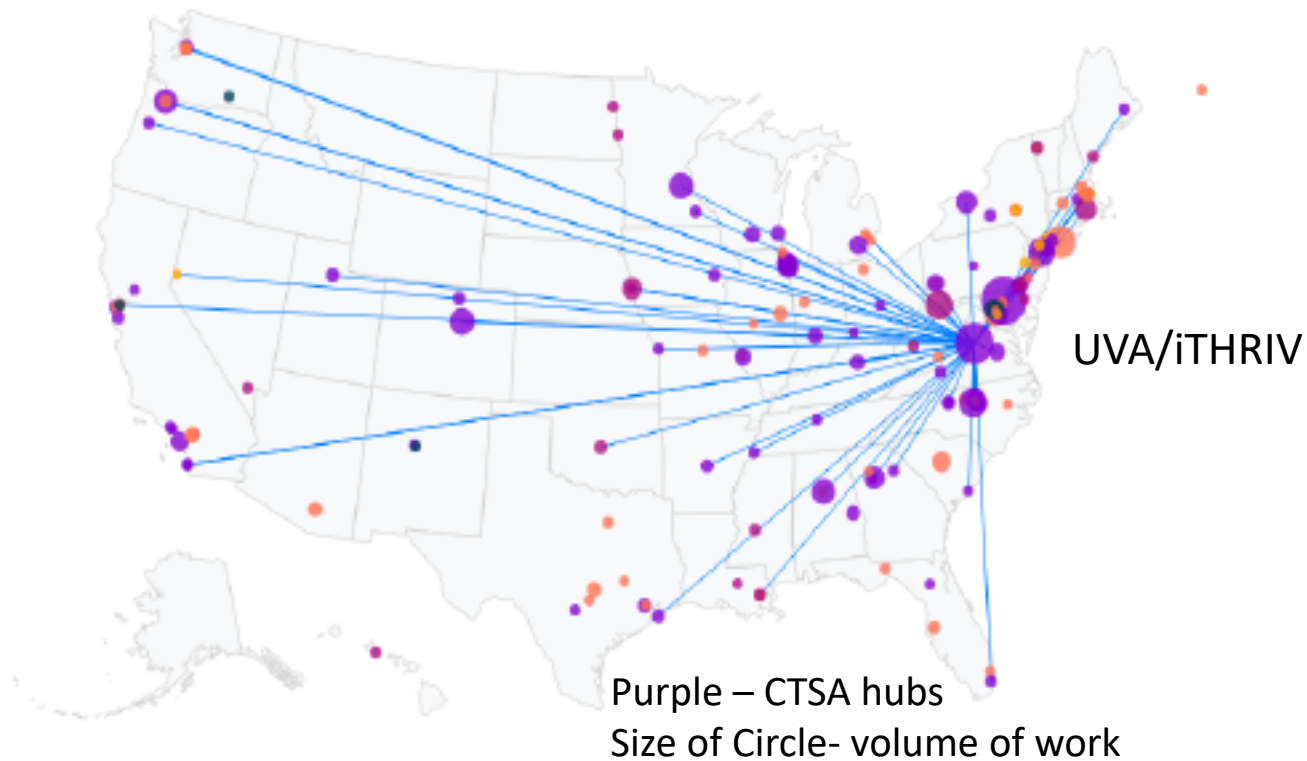 UVA/iTHRIV
Purple – CTSA hubs
Size of Circle- volume of work